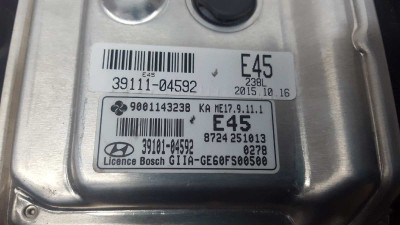 E45
E45
238L
39111-04592
2015.10.16
9001143238 KA ME17.9.11.1
E45
8724 251013
39101-04592 0278
Licence Bosch GIIA-GE60FS00500